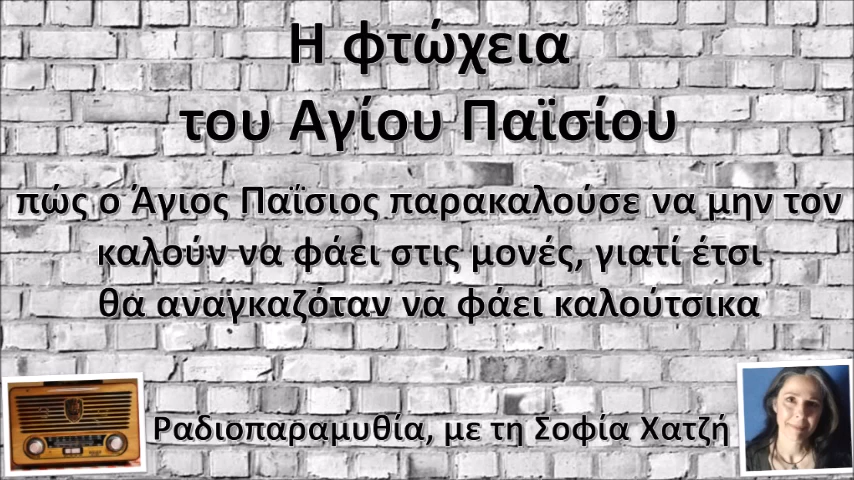 Η φτώχεια
του Αγίου Παϊσίου
πώς ο Άγιος Παΐσιος παρακαλούσε να μην τον
καλούν να φάει στις μονές, γιατί έτσι
θα αναγκαζόταν να φάει καλούτσικα
Ραδιοπαραμυθία, με τη Σοφία Χατζή